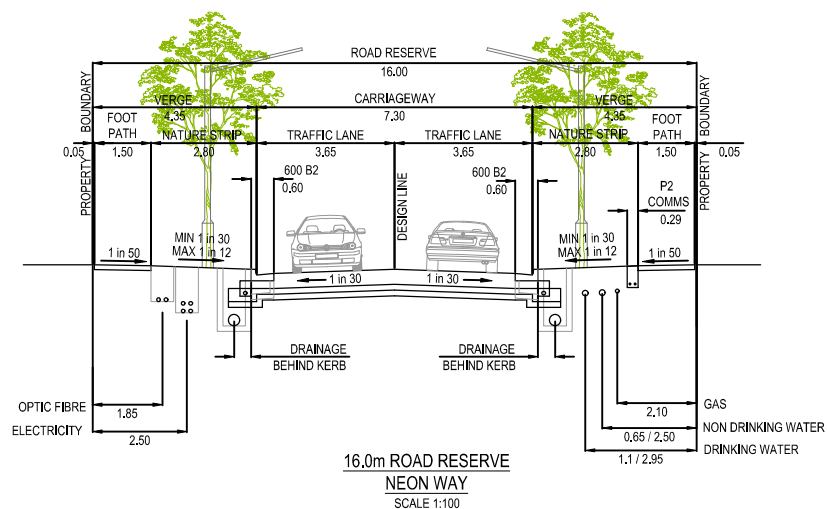 ROAD RESERVE
16.00
BOUNDARY
VERGE
4.35
CARRIAGEWAY
7.30
VERGE
4.35
BOUNDARY
FOOT
PATH
NATURE STRIP
TRAFFIC LANE
TRAFFIC LANE
NATURE STRIP
FOOT
PATH
0.05
1.50
2.80
3.65
3.65
2.80
1.50
0.05
PROPERTY
600 B2
0.60
DESIGN LINE
600 B2
0.60
P2
COMMS
0.29
PROPERTY
1 in 50
MIN 1 in 30
MAX 1 in 12
MIN 1 in 30
MAX 1 in 12
1 in 50
1 in 30
1 in 30
DRAINAGE
BEHIND KERB
DRAINAGE
BEHIND KERB
OPTIC FIBRE
1.85
GAS
2.10
ELECTRICITY
2.50
NON DRINKING WATER
0.65 / 2.50
DRINKING WATER
1.1 / 2.95
16.0m ROAD RESERVE
NEON WAY
SCALE 1:100